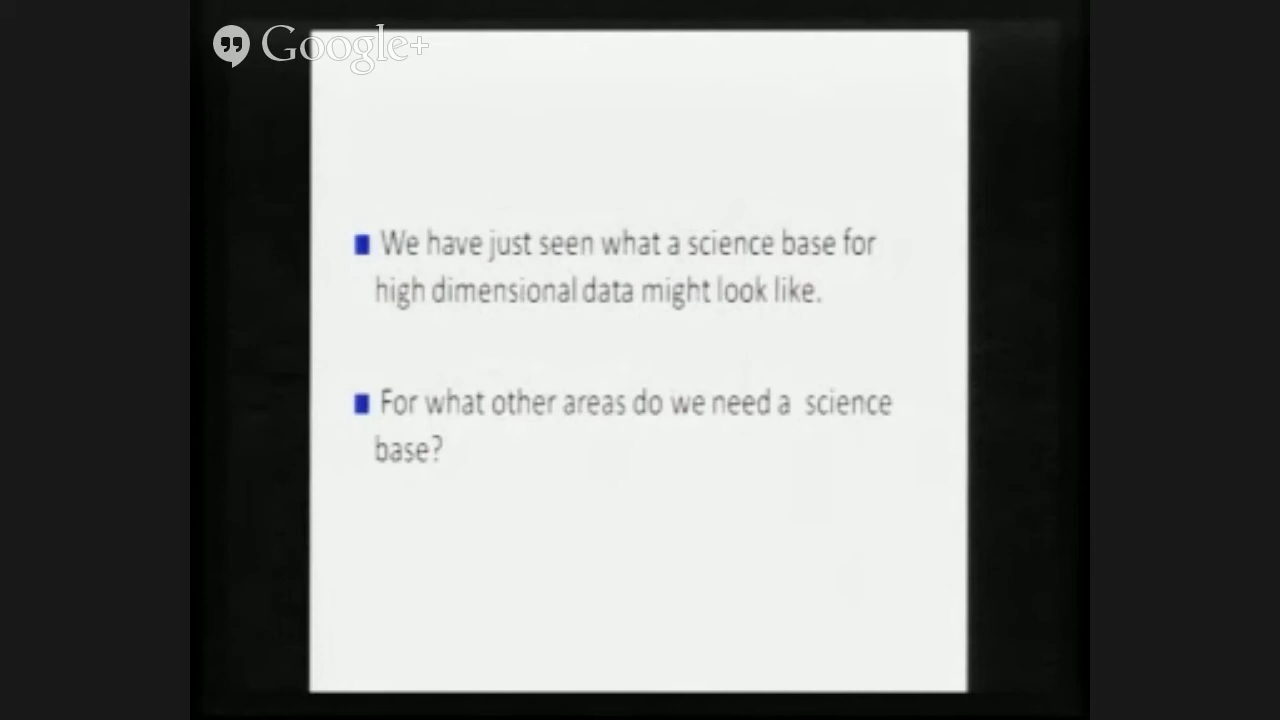 Google+
We have just seen what a science base for
high dimensional data might look like.
For what other areas do we need a science
base?